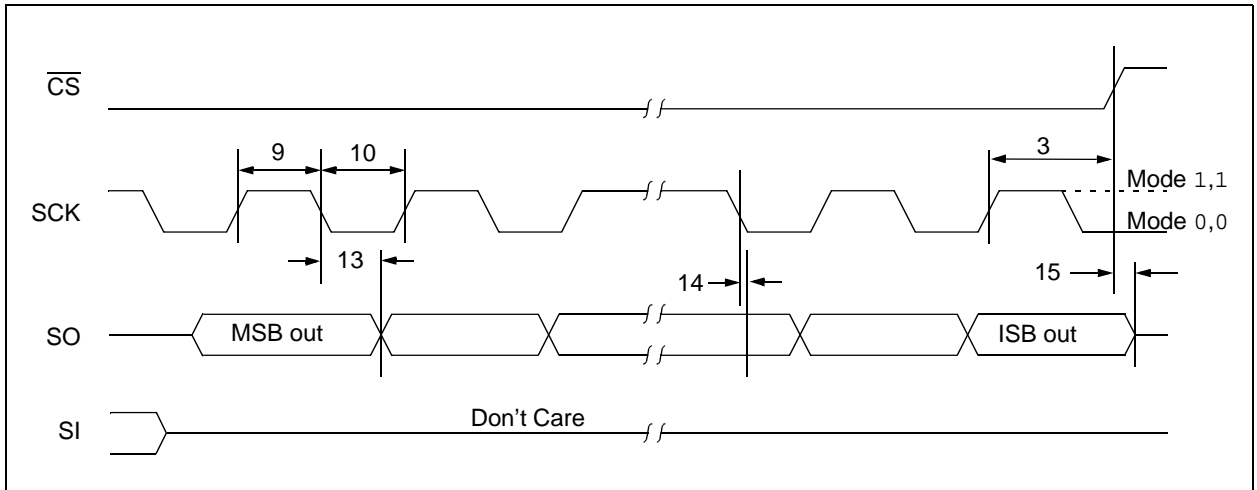 CS
9
10
3
Mode 1,1
SCK
Mode 0,0
13
14
15
SO
MSB out
ISB out
SI
Don't Care